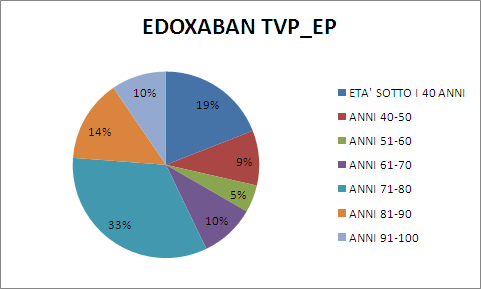 EDOXABAN TVP_EP
10%
19%
9%
5%
10%
33%
14%
ETA' SOTTO I 40 ANNI
ANNI 40-50
ANNI 51-60
ANNI 61-70
ANNI 71-80
ANNI 81-90
ANNI 91-100